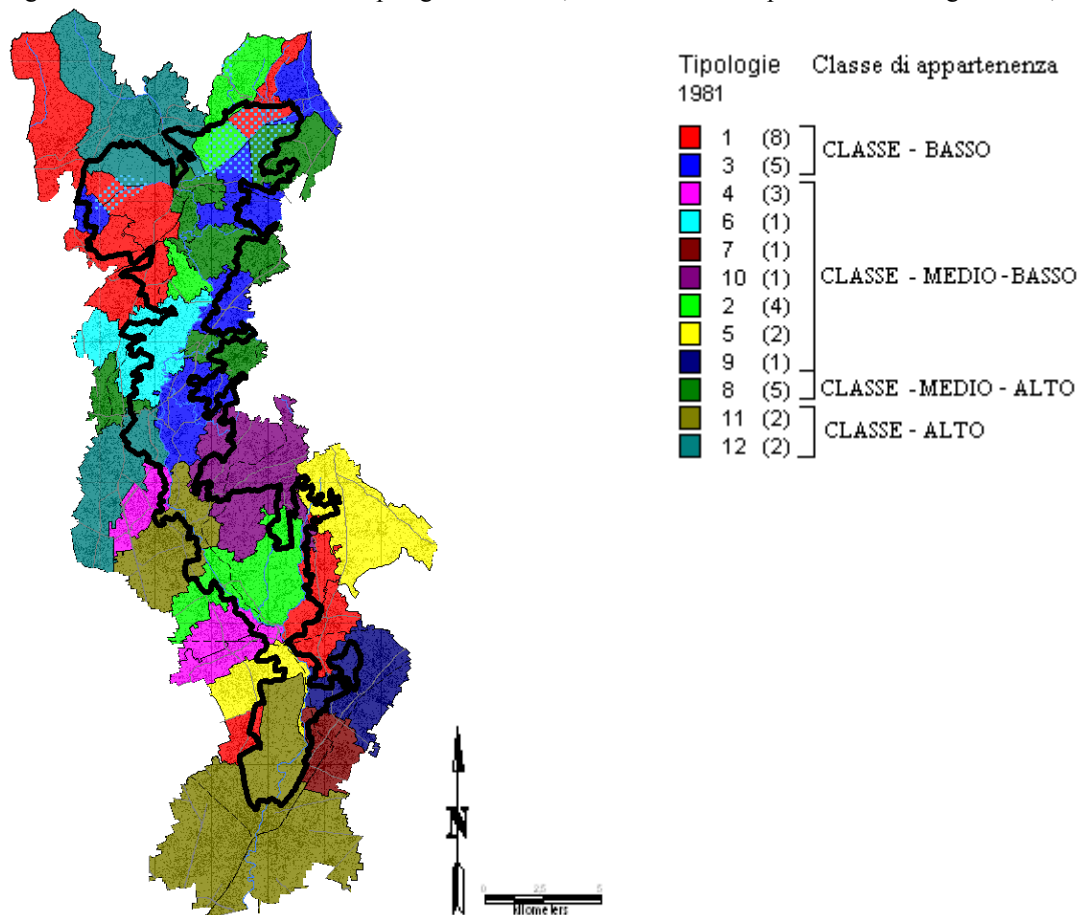 Tipologie Classe di appartenenza
1981
1 (8)
3 (5)
CLASSE - BASSO
4 (3)
6 (1)
7 (1)
10 (1)
CLASSE - MEDIO - BASSO
2 (4)
5 (2)
9 (1)
8 (5)
CLASSE - MEDIO - ALTO
11 (2)
12 (2)
CLASSE - ALTO
N
0 2,5 5
kilometers